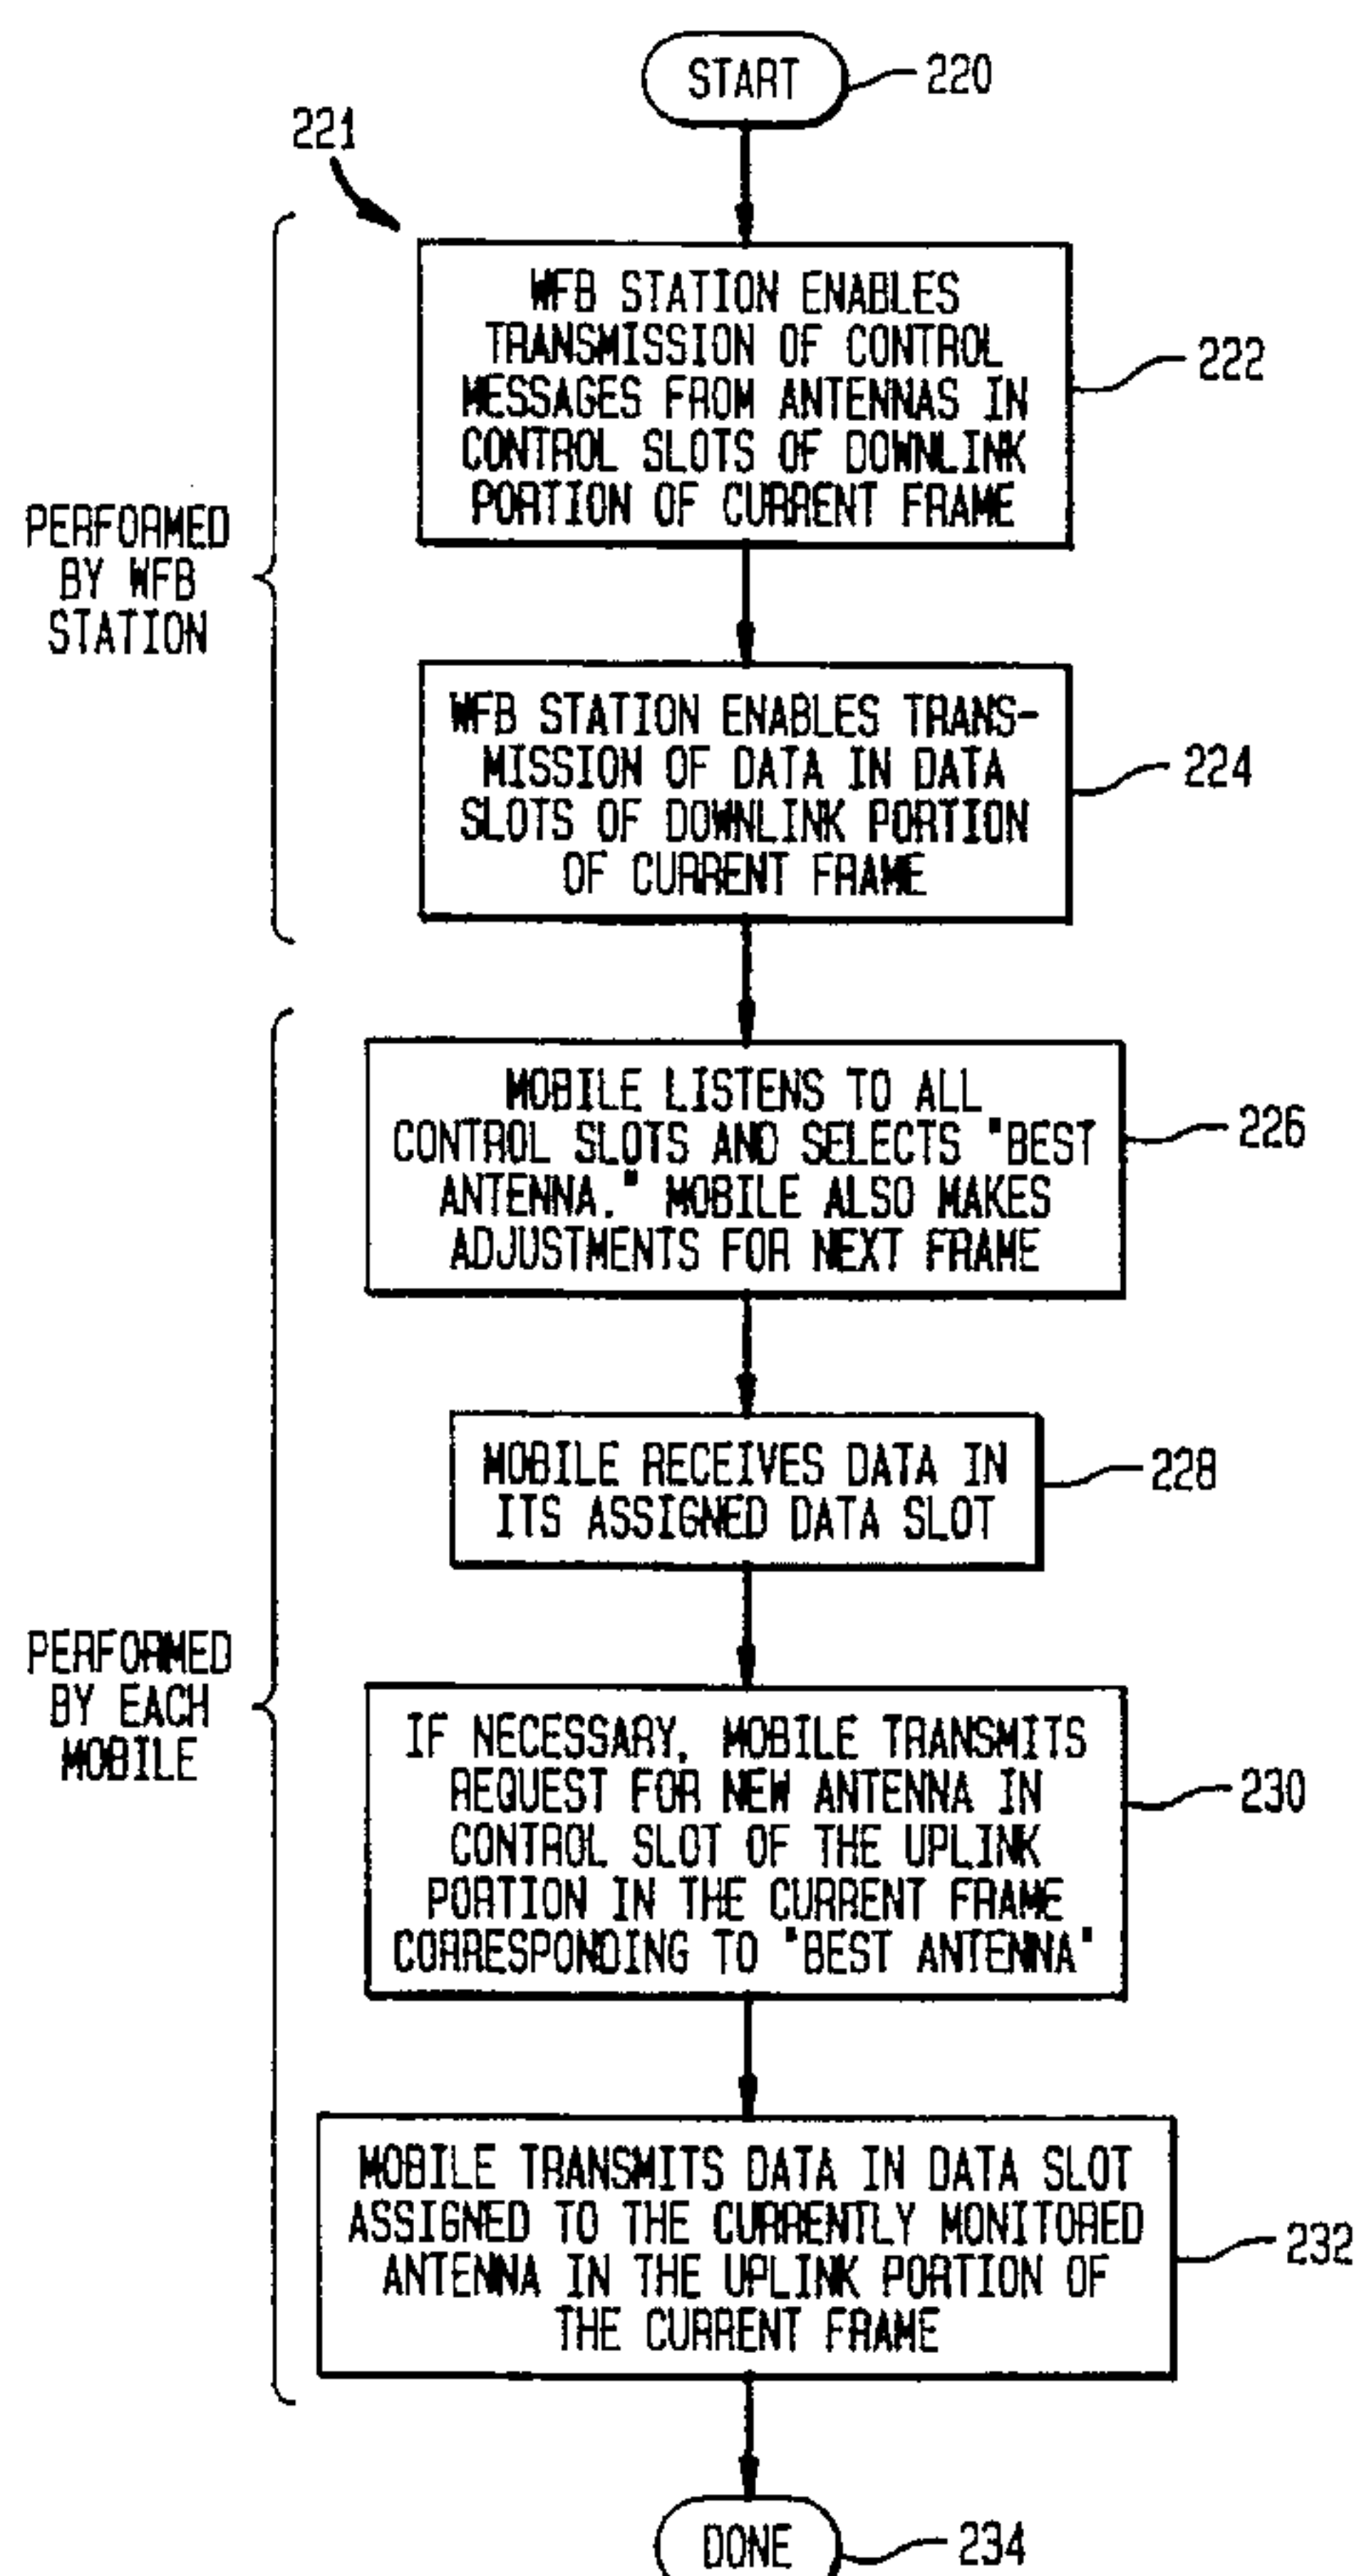 START
220
221
WFB STATION ENABLES
TRANSMISSION OF CONTROL
MESSAGES FROM ANTENNAS IN
CONTROL SLOTS OF DOWNLINK
PORTION OF CURRENT FRAME
222
PERFORMED
BY WFB
STATION
WFB STATION ENABLES TRANS-
MISSION OF DATA IN DATA
SLOTS OF DOWNLINK PORTION
OF CURRENT FRAME
224
MOBILE LISTENS TO ALL
CONTROL SLOTS AND SELECTS "BEST
ANTENNA." MOBILE ALSO MAKES
ADJUSTMENTS FOR NEXT FRAME
226
MOBILE RECEIVES DATA IN
ITS ASSIGNED DATA SLOT
228
PERFORMED
BY EACH
MOBILE
IF NECESSARY, MOBILE TRANSMITS
REQUEST FOR NEW ANTENNA IN
CONTROL SLOT OF THE UPLINK
PORTION IN THE CURRENT FRAME
CORRESPONDING TO "BEST ANTENNA"
230
MOBILE TRANSMITS DATA IN DATA SLOT
ASSIGNED TO THE CURRENTLY MONITORED
ANTENNA IN THE UPLINK PORTION OF
THE CURRENT FRAME
232
DONE
234